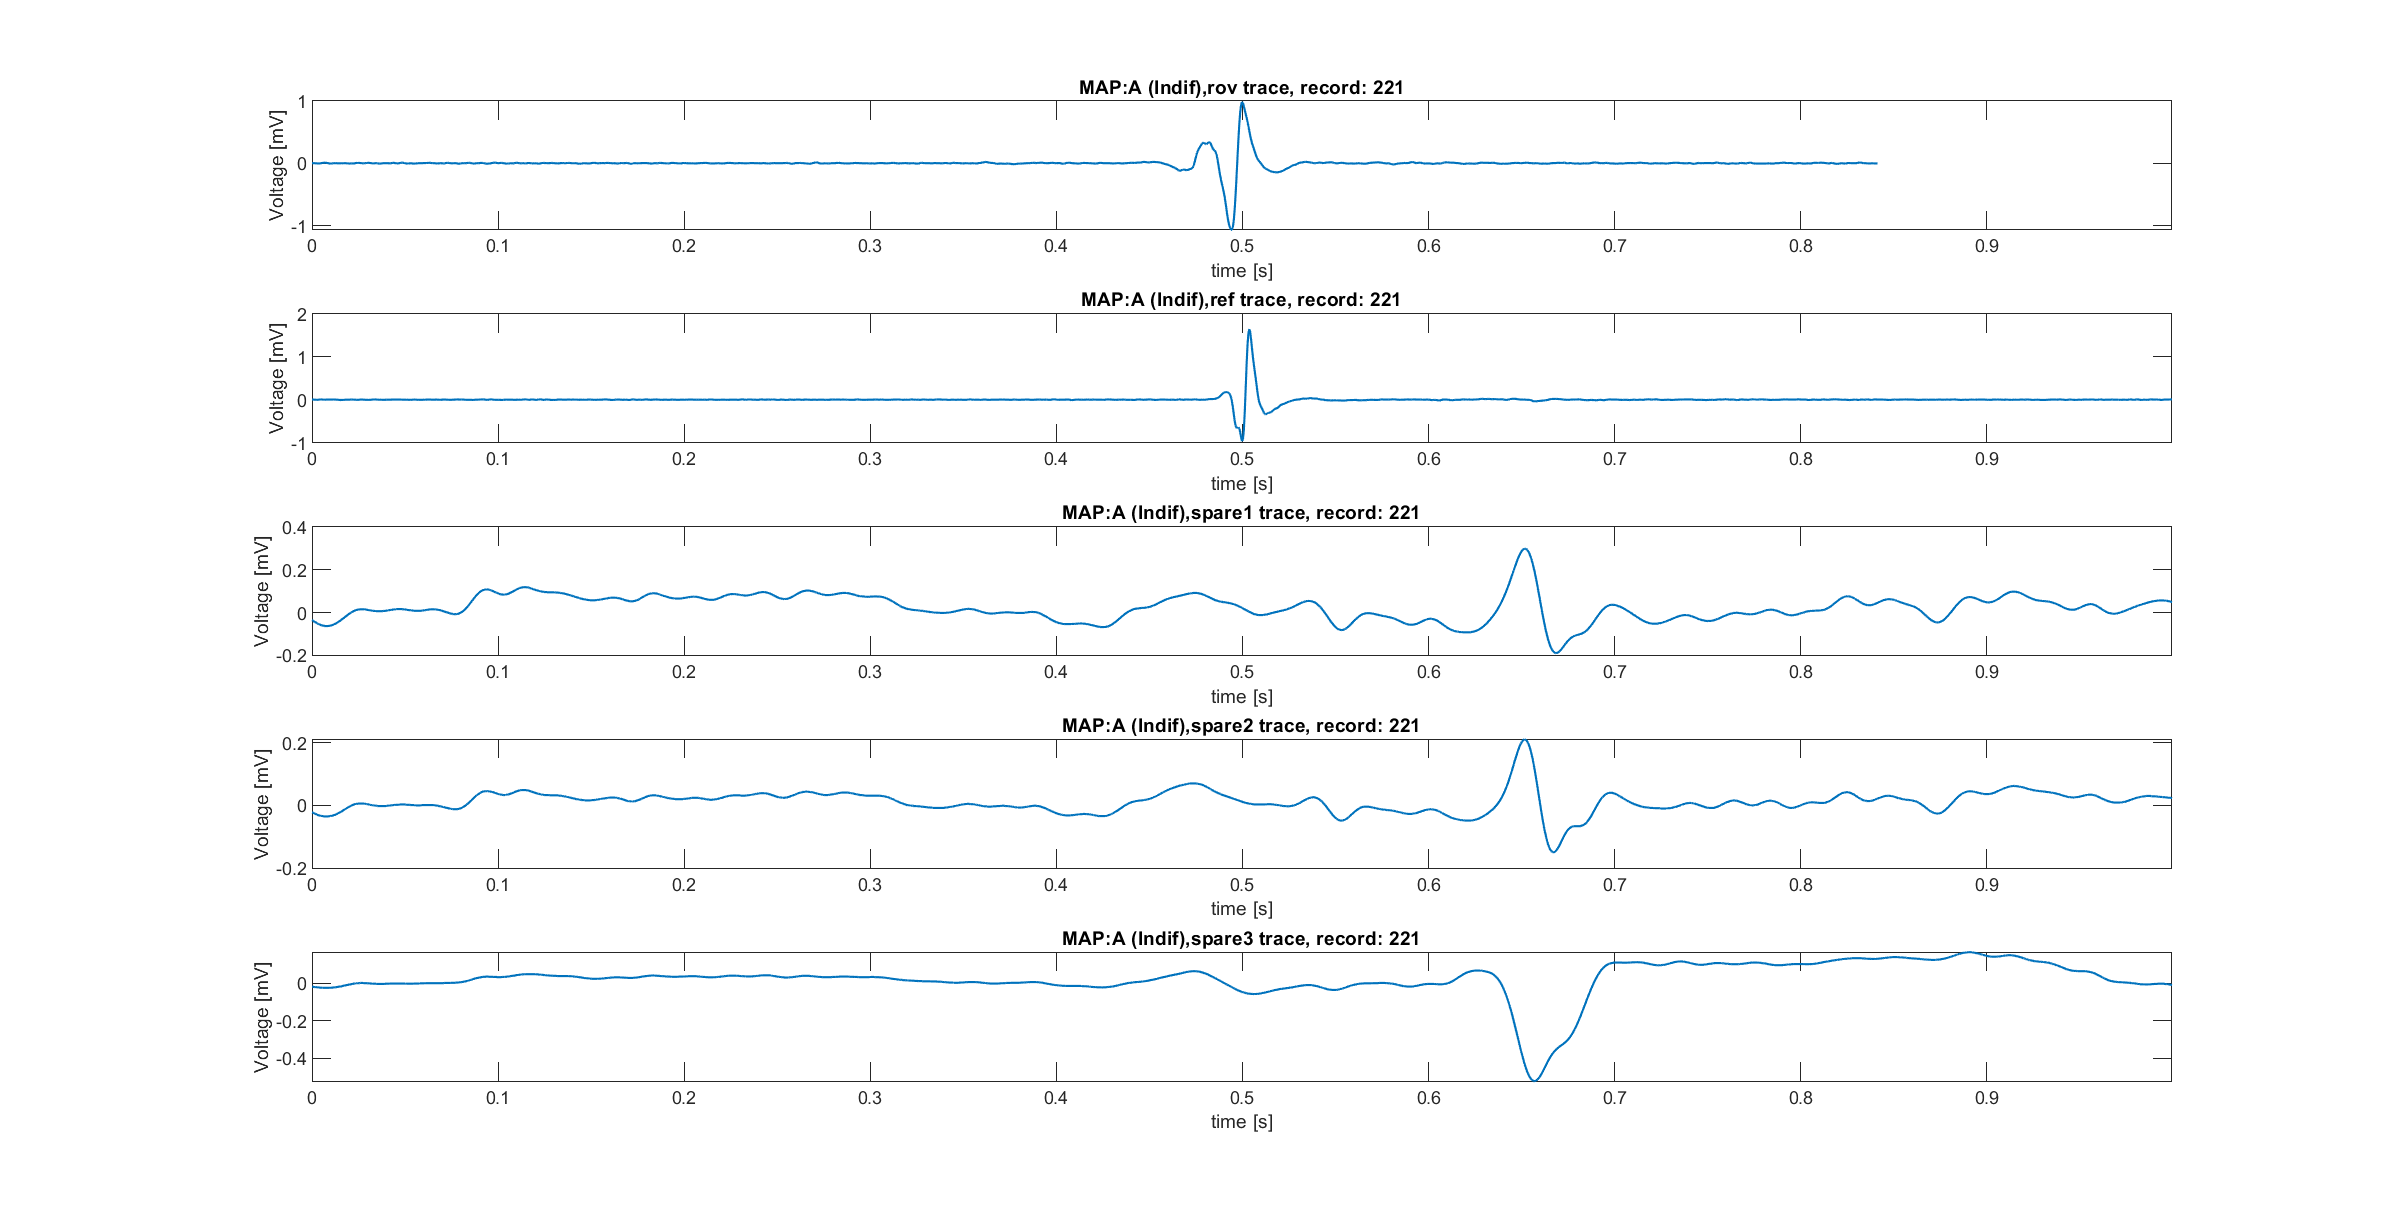 MAP:A (Indif),rov trace, record: 221
Voltage [mV]
1
0
-1
0 0.1 0.2 0.3 0.4 0.5 0.6 0.7 0.8 0.9
time [s]
MAP:A (Indif),ref trace, record: 221
Voltage [mV]
2
1
0
-1
0 0.1 0.2 0.3 0.4 0.5 0.6 0.7 0.8 0.9
time [s]
MAP:A (Indif),spare1 trace, record: 221
Voltage [mV]
0.4
0.2
0
-0.2
0 0.1 0.2 0.3 0.4 0.5 0.6 0.7 0.8 0.9
time [s]
MAP:A (Indif),spare2 trace, record: 221
Voltage [mV]
0.2
0
-0.2
0 0.1 0.2 0.3 0.4 0.5 0.6 0.7 0.8 0.9
time [s]
MAP:A (Indif),spare3 trace, record: 221
Voltage [mV]
0
-0.2
-0.4
0 0.1 0.2 0.3 0.4 0.5 0.6 0.7 0.8 0.9
time [s]